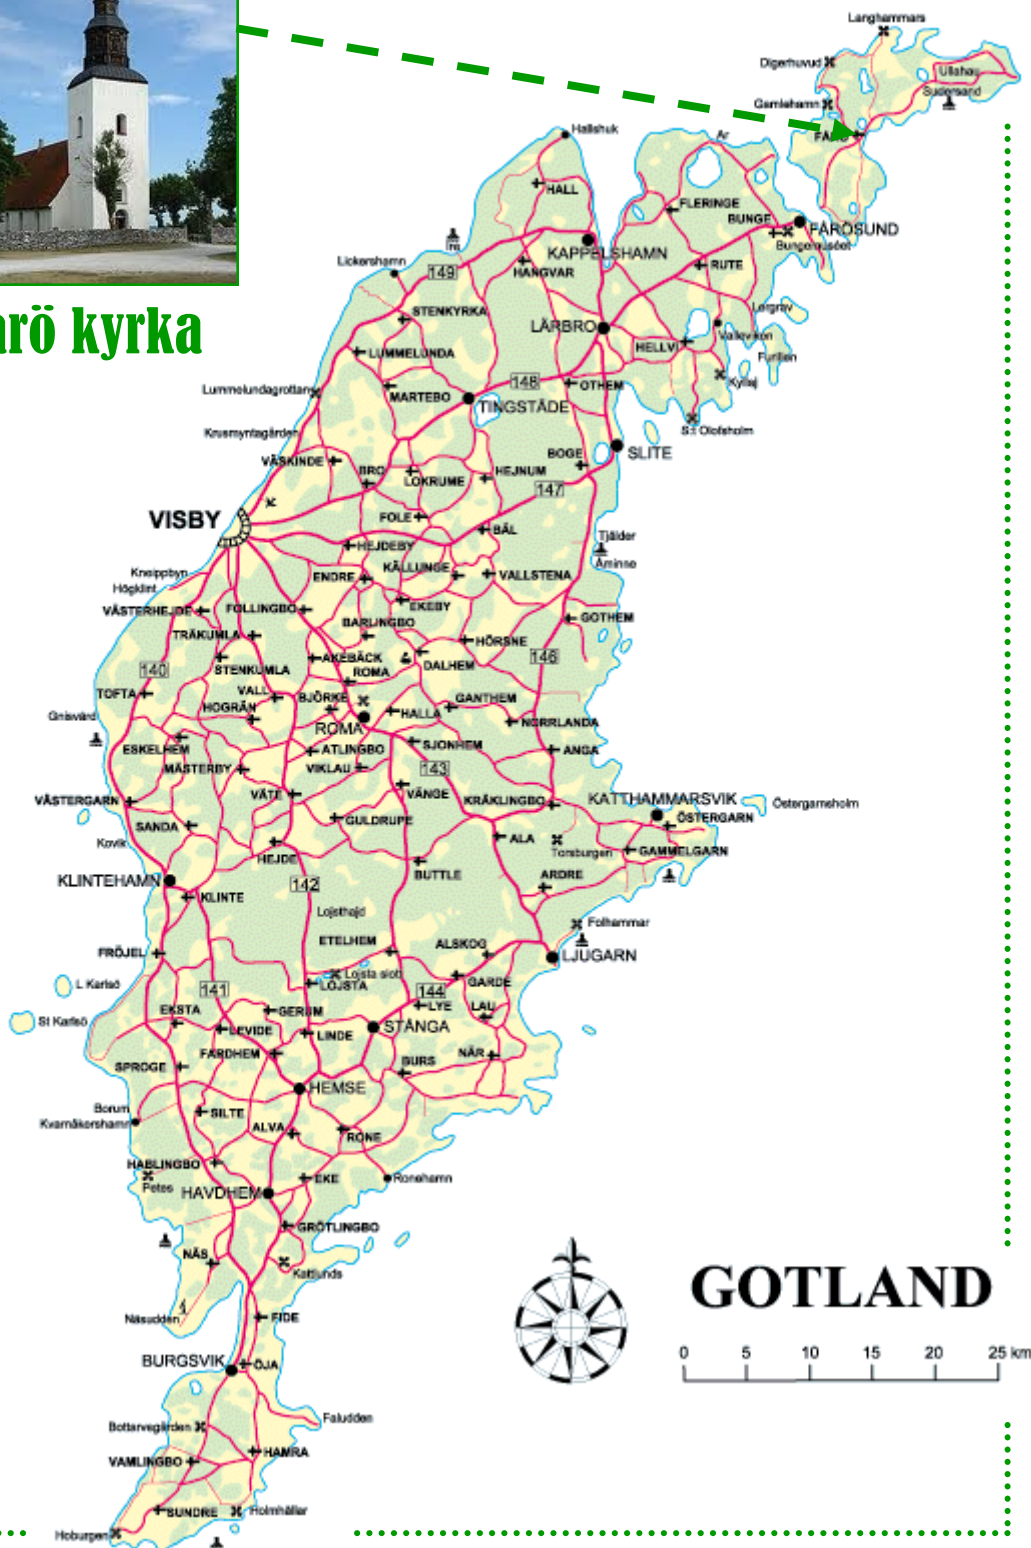 Langhammars
Digerhuvud
Ullahau
Sudersand
Gamlehamn
Hallshuk
Ar
HALL
FLERINGE
BUNGE
FÅRÖSUND
Bungemuséet
KAPPELSHAMN
HANGVAR
RUTE
Ire
Lickershamn
149
STENKYRKA
LÄRBRO
Lergrav
Valleviken
HELLVI
Furillen
LUMMELUNDA
148
OTHEM
Kyllaj
Lummelundagrottan
MARTEBO
TINGSTÄDE
S:t Olofsholm
Krusmyntagården
SLITE
VÄSKINDE
BRO
LOKRUME
HEJNUM
BOGE
147
VISBY
FOLE
BÄL
Tjälder
HEJDEBY
Åminne
Kneippbyn
Högklint
ENDRE
KÄLLUNGE
VALLSTENA
VÄSTERHEJDE
FOLLINGBO
EKEBY
GOTHEM
BARLINGBO
TRÄKUMLA
HÖRSNE
140
STENKUMLA
AKEBÄCK
ROMA
DALHEM
146
TOFTA
VALL
BJÖRKE
GANTHEM
Gnisvärd
HOGRÄN
HALLA
NORRLANDA
ROMA
ESKELHEM
ATLINGBO
SJONHEM
ANGA
MÄSTERBY
VIKLAU
143
VÄSTERGARN
VÄTE
VÄNGE
KRÄKLINGBO
KATTHAMMARSVIK
Östergarnsholm
SANDA
GULDRUPE
ÖSTERGARN
Kovik
ALA
Torsburgen
GAMMELGARN
HEJDE
BUTTLE
ARDRE
KLINTEHAMN
142
KLINTE
Lojsthajd
Folhammar
FRÖJEL
ETELHEM
ALSKOG
LJUGARN
L Karlsö
Lojsta slott
LOJSTA
GARDE
141
144
EKSTA
GERUM
LYE
LAU
St Karlsö
LEVIDE
LINDE
STÅNGA
FARDHEM
NÄR
SPROGE
BURS
HEMSE
Borum
Kvarnåkershamn
SILTE
ALVA
RONE
HABLINGBO
Petes
EKE
Ronehamn
HAVDHEM
GRÖTLINGBO
NÄS
Kattlunds
Näsudden
FIDE
BURGSVIK
ÖJA
Bottarvegården
Faludden
VAMLINGBO
HAMRA
SUNDRE
Holmhällar
Hoburgen
GOTLAND
0 5 10 15 20 25 km
kyrka